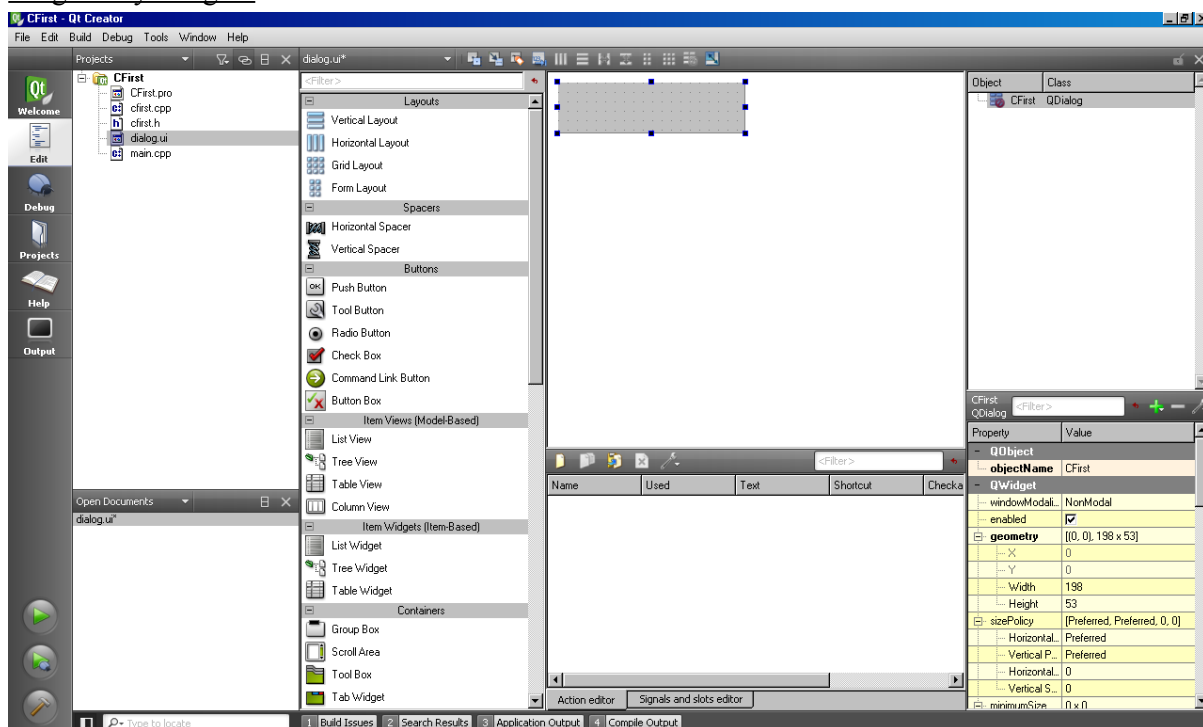 CFirst - Qt Creator
File Edit Build Debug Tools Window Help
Projects
dialog.ui*
Welcome
Edit
Debug
Projects
Help
Output
CFirst
CFirst.pro
cfirst.cpp
cfirst.h
dialog.ui
main.cpp
Open Documents
dialog.ui*
<Filter>
Layouts
Vertical Layout
Horizontal Layout
Grid Layout
Form Layout
Spacers
Horizontal Spacer
Vertical Spacer
Buttons
OK Push Button
Tool Button
Radio Button
Check Box
Command Link Button
Button Box
Item Views (Model-Based)
List View
Tree View
Table View
Column View
Item Widgets (Item-Based)
List Widget
Tree Widget
Table Widget
Containers
Group Box
Scroll Area
Tool Box
Tab Widget
<Filter>
Name Used Text Shortcut Checka
Action editor Signals and slots editor
Object Class
CFirst QDialog
CFirst
QDialog
<Filter>
Property Value
QObject
objectName CFirst
QWidget
windowModali... NonModal
enabled
geometry [(0, 0), 198 x 53]
X 0
Y 0
Width 198
Height 53
sizePolicy [Preferred, Preferred, 0, 0]
Horizontal... Preferred
Vertical P... Preferred
Horizontal... 0
Vertical S... 0
minimumSize 0 x 0
Type to locate
1 Build Issues 2 Search Results 3 Application Output 4 Compile Output